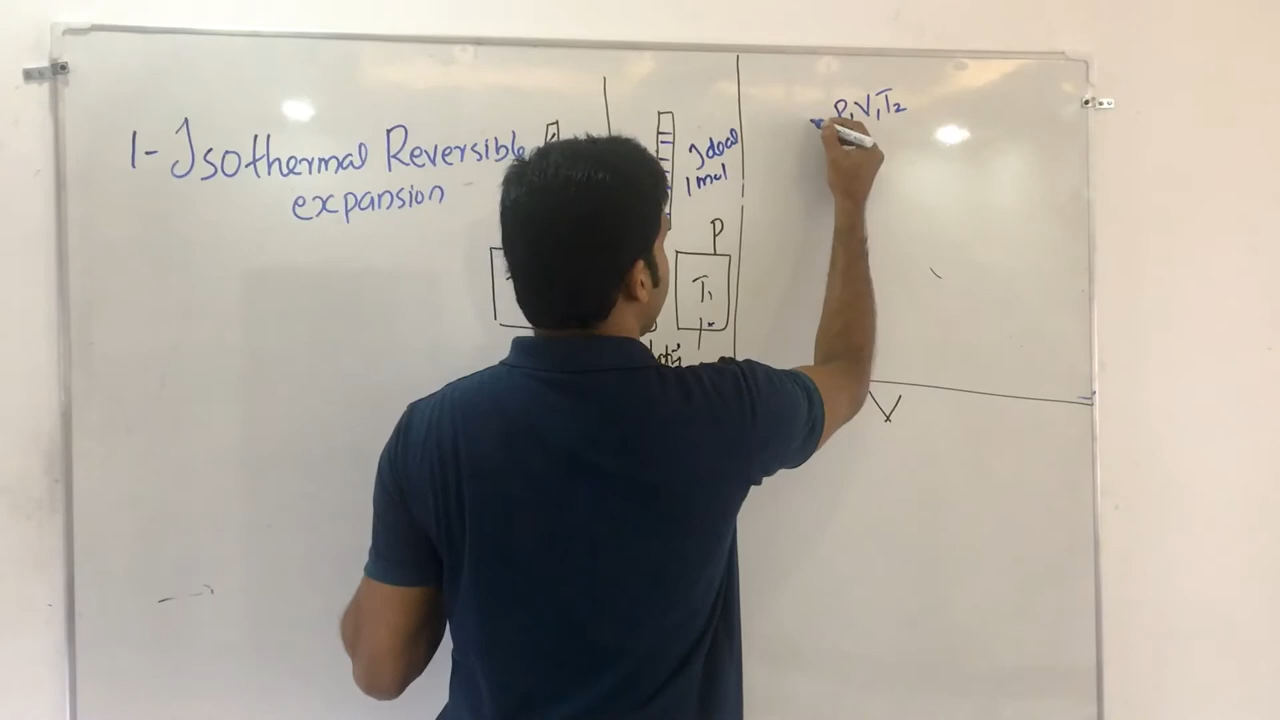 1- Isothermal Reversible
expansion
Ideal
1 mol
P
T₁
P₁V₁T₂
V